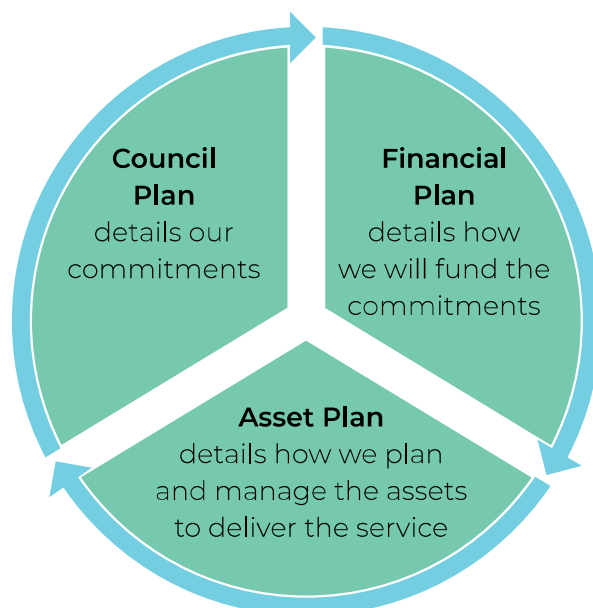 Council
Plan
details our
commitments
Financial
Plan
details how
we will fund the
commitments
Asset Plan
details how we plan
and manage the assets
to deliver the service